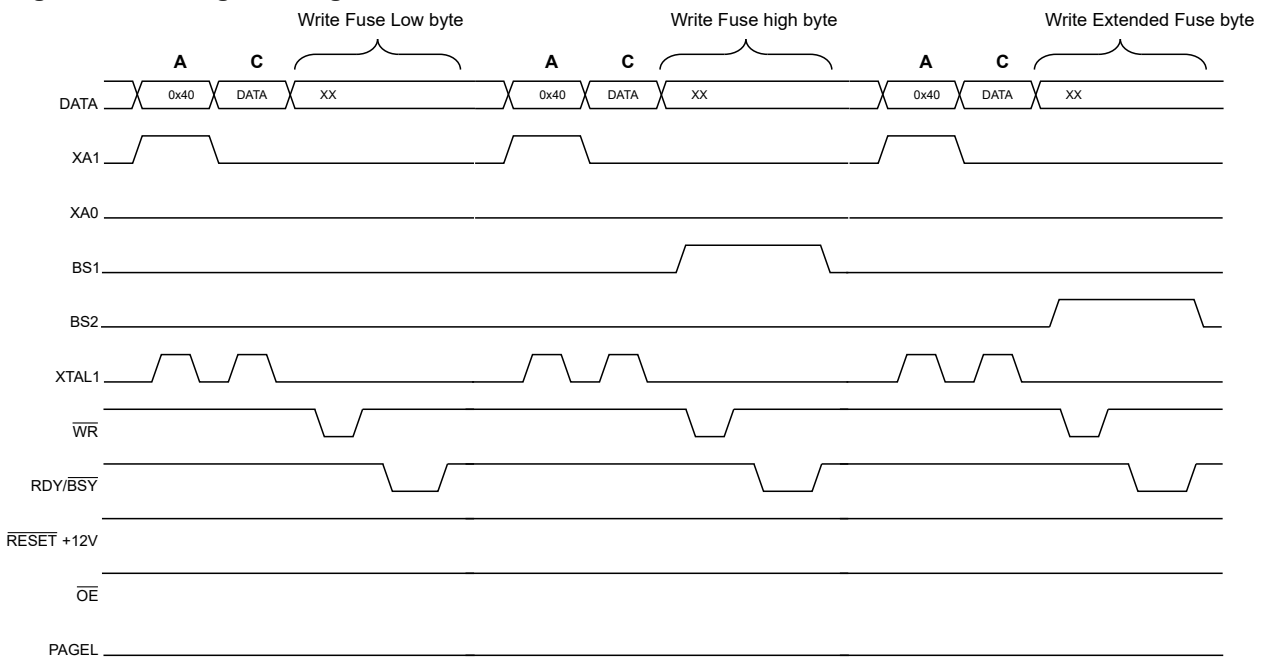 Write Fuse Low byte Write Fuse high byte Write Extended Fuse byte
A C A C A C
DATA 0x40 DATA XX 0x40 DATA XX 0x40 DATA XX
XA1
XA0
BS1
BS2
XTAL1
WR
RDY/BSY
RESET +12V
OE
PAGEL